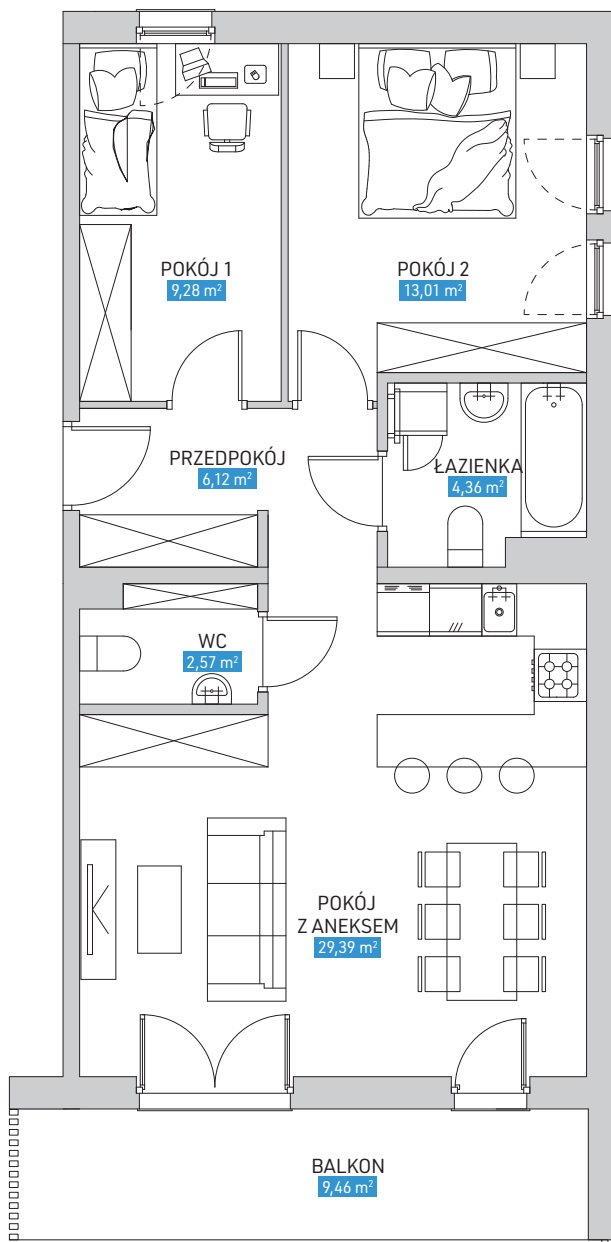 POKÓJ 1
9,28 m²
POKÓJ 2
13,01 m²
PRZEDPOKÓJ
6,12 m²
ŁAZIENKA
4,36 m²
WC
2,57 m²
POKÓJ
Z ANEKSEM
29,39 m²
BALKON
9,46 m²